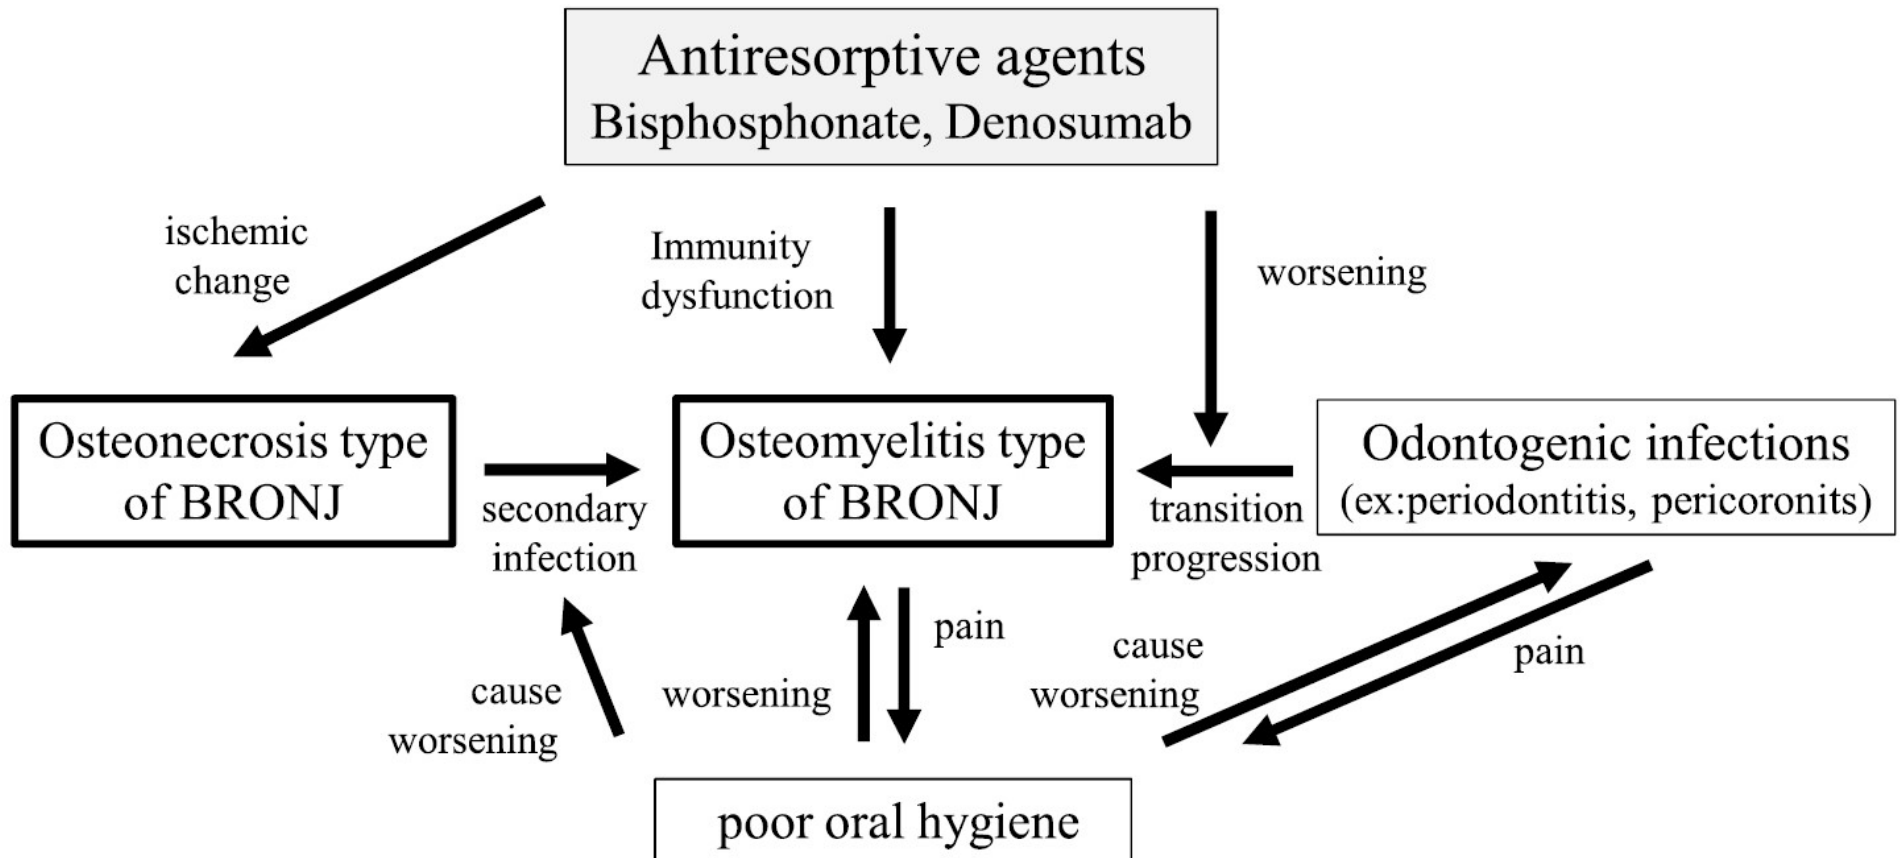 Antiresorptive agents
Bisphosphonate, Denosumab
ischemic
change
Immunity
dysfunction
worsening
Osteonecrosis type
of BRONJ
secondary
infection
Osteomyelitis type
of BRONJ
transition
progression
Odontogenic infections
(ex:periodontitis, pericoronits)
cause
worsening
worsening
pain
cause
worsening
pain
poor oral hygiene